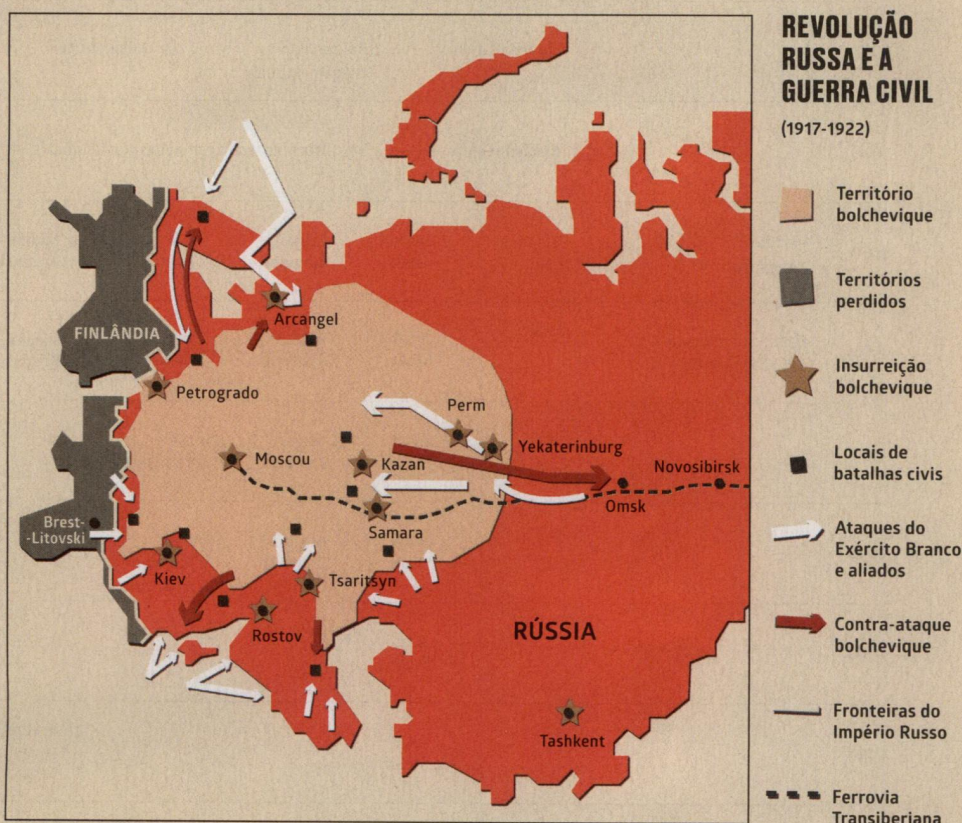 REVOLUÇÃO
RUSSA E A
GUERRA CIVIL
(1917-1922)
Território
bolchevique
Territórios
perdidos
Insurreição
bolchevique
Locais de
batalhas civis
Ataques do
Exército Branco
e aliados
Contra-ataque
bolchevique
Fronteiras do
Império Russo
Ferrovia
Transiberiana
FINLÂNDIA
Arcangel
Petrogrado
Perm
Yekaterinburg
Moscou
Kazan
Novosibirsk
Omsk
Samara
Brest-
-Litovski
Kiev
Tsaritsyn
Rostov
RÚSSIA
Tashkent